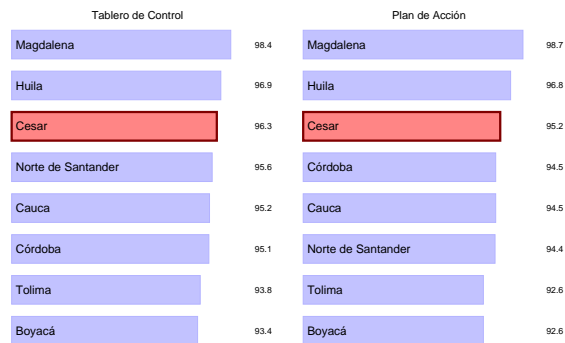 Tablero de Control
Magdalena 98.4
Huila 96.9
Cesar 96.3
Norte de Santander 95.6
Cauca 95.2
Córdoba 95.1
Tolima 93.8
Boyacá 93.4
Plan de Acción
Magdalena 98.7
Huila 96.8
Cesar 95.2
Córdoba 94.5
Cauca 94.5
Norte de Santander 94.4
Tolima 92.6
Boyacá 92.6